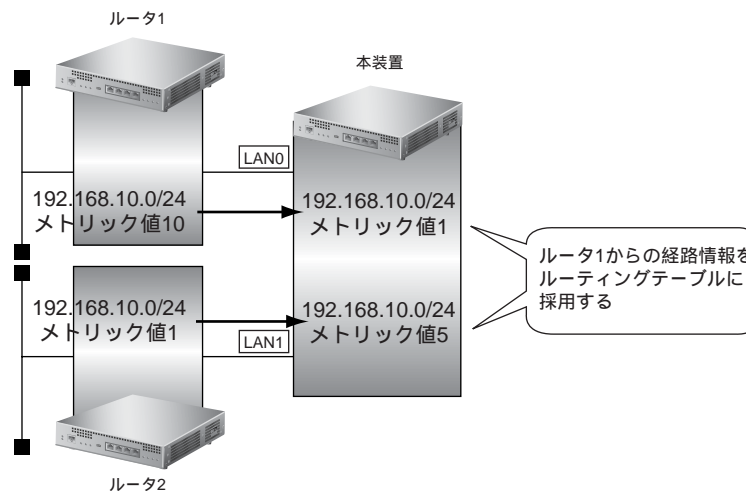 ルータ1
本装置
LAN0
192.168.10.0/24
メトリック値10
192.168.10.0/24
メトリック値1
ルータ1からの経路情報を
ルーティングテーブルに
採用する
192.168.10.0/24
メトリック値1
192.168.10.0/24
メトリック値5
LAN1
ルータ2